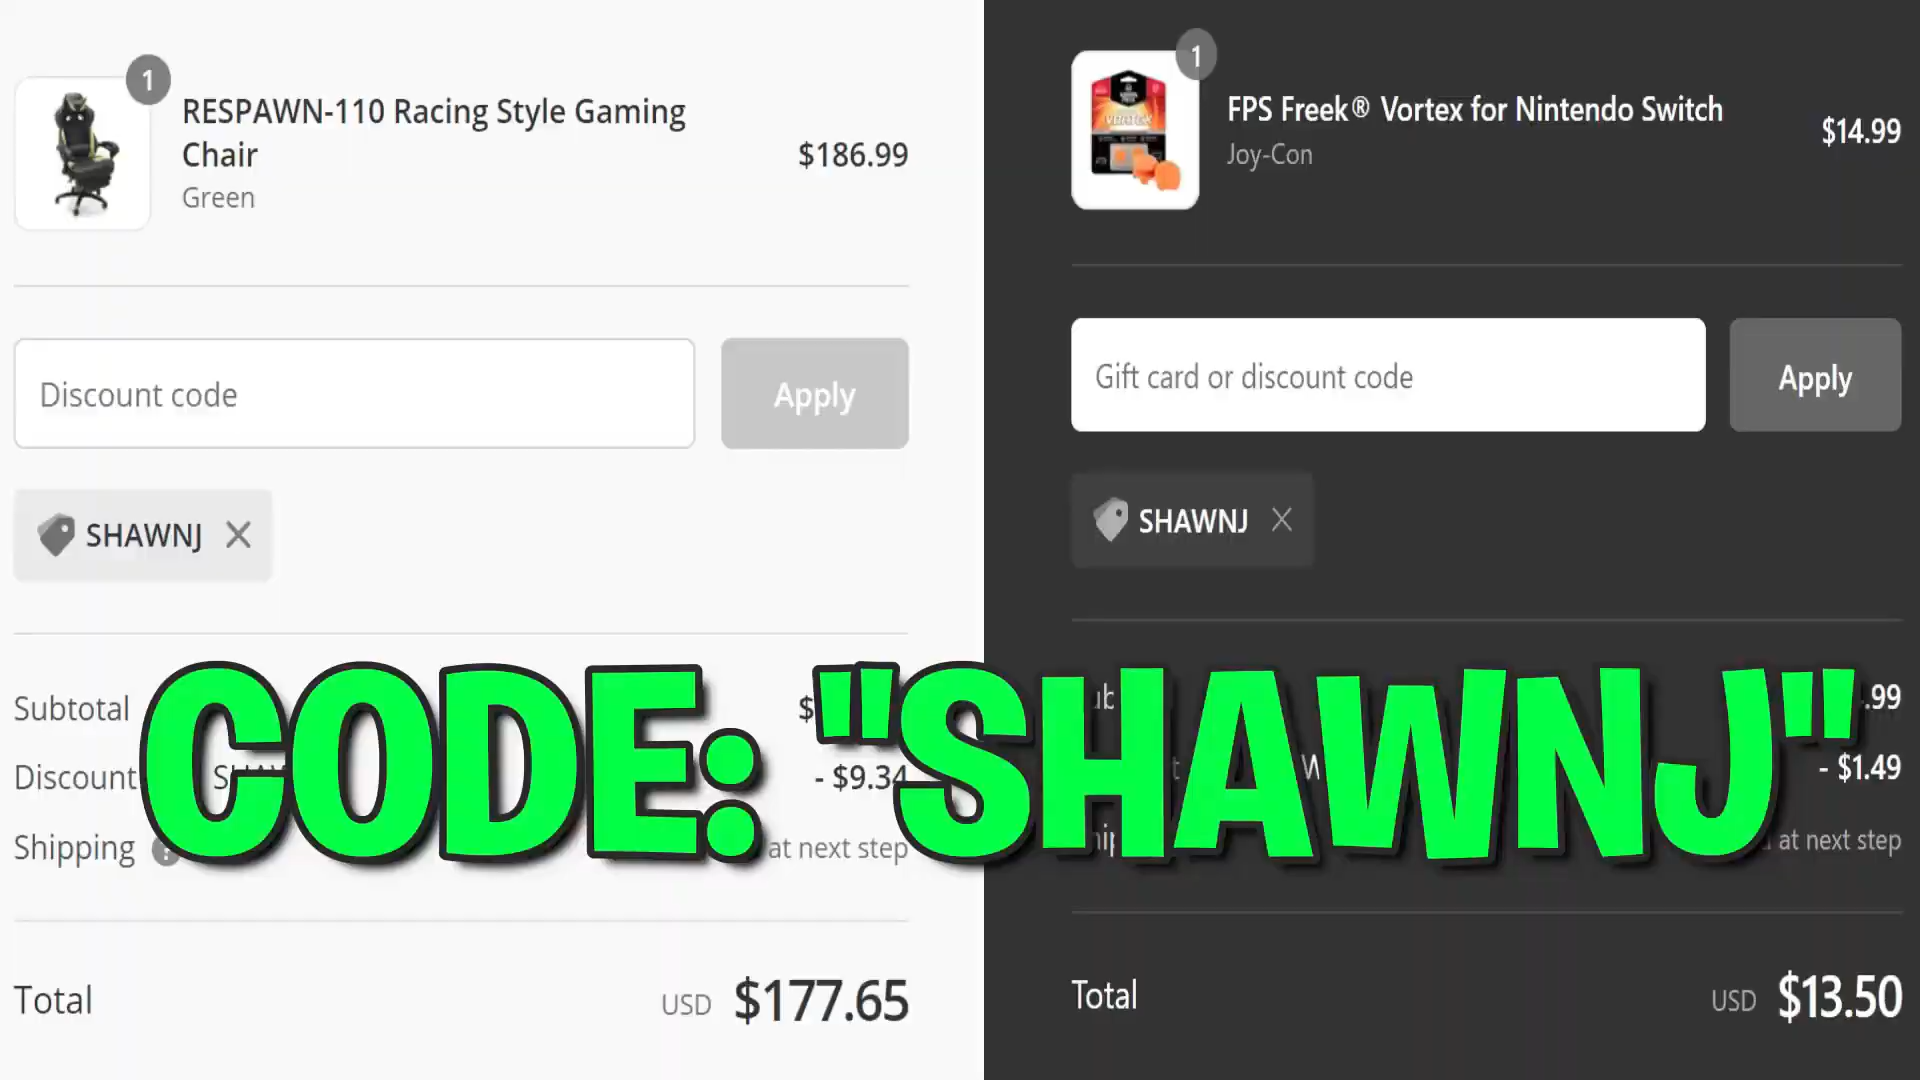 1
RESPAWN-110 Racing Style Gaming
Chair
Green
$186.99
Discount code
Apply
SHAWNJ
Subtotal
$
Discount
- $9.34
Shipping
at next step
Total
USD $177.65
1
FPS Freek® Vortex for Nintendo Switch
Joy-Con
$14.99
VORTEX
Gift card or discount code
Apply
SHAWNJ
.99
- $1.49
at next step
Total
USD $13.50
CODE: "SHAWNJ"